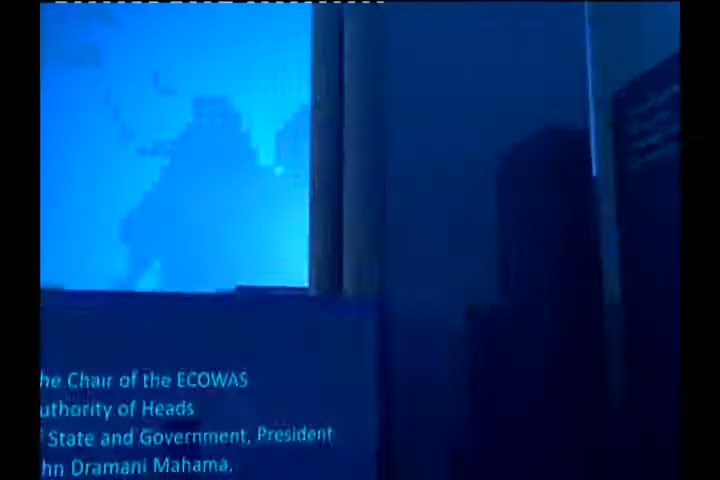 he Chair of the ECOWAS
uthority of Heads
State and Government, President
hn Dramani Mahama,